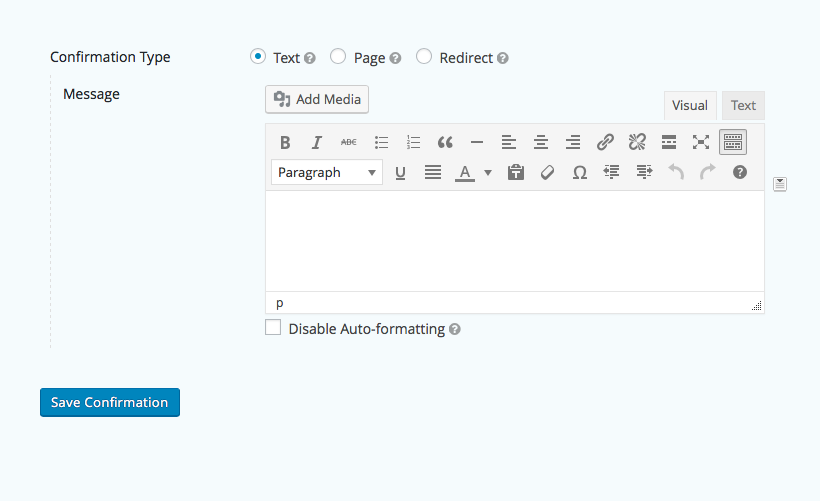 Confirmation Type Text Page Redirect
Message Add Media Visual Text
B I ABC
Paragraph U A Ω
p
Disable Auto-formatting
Save Confirmation